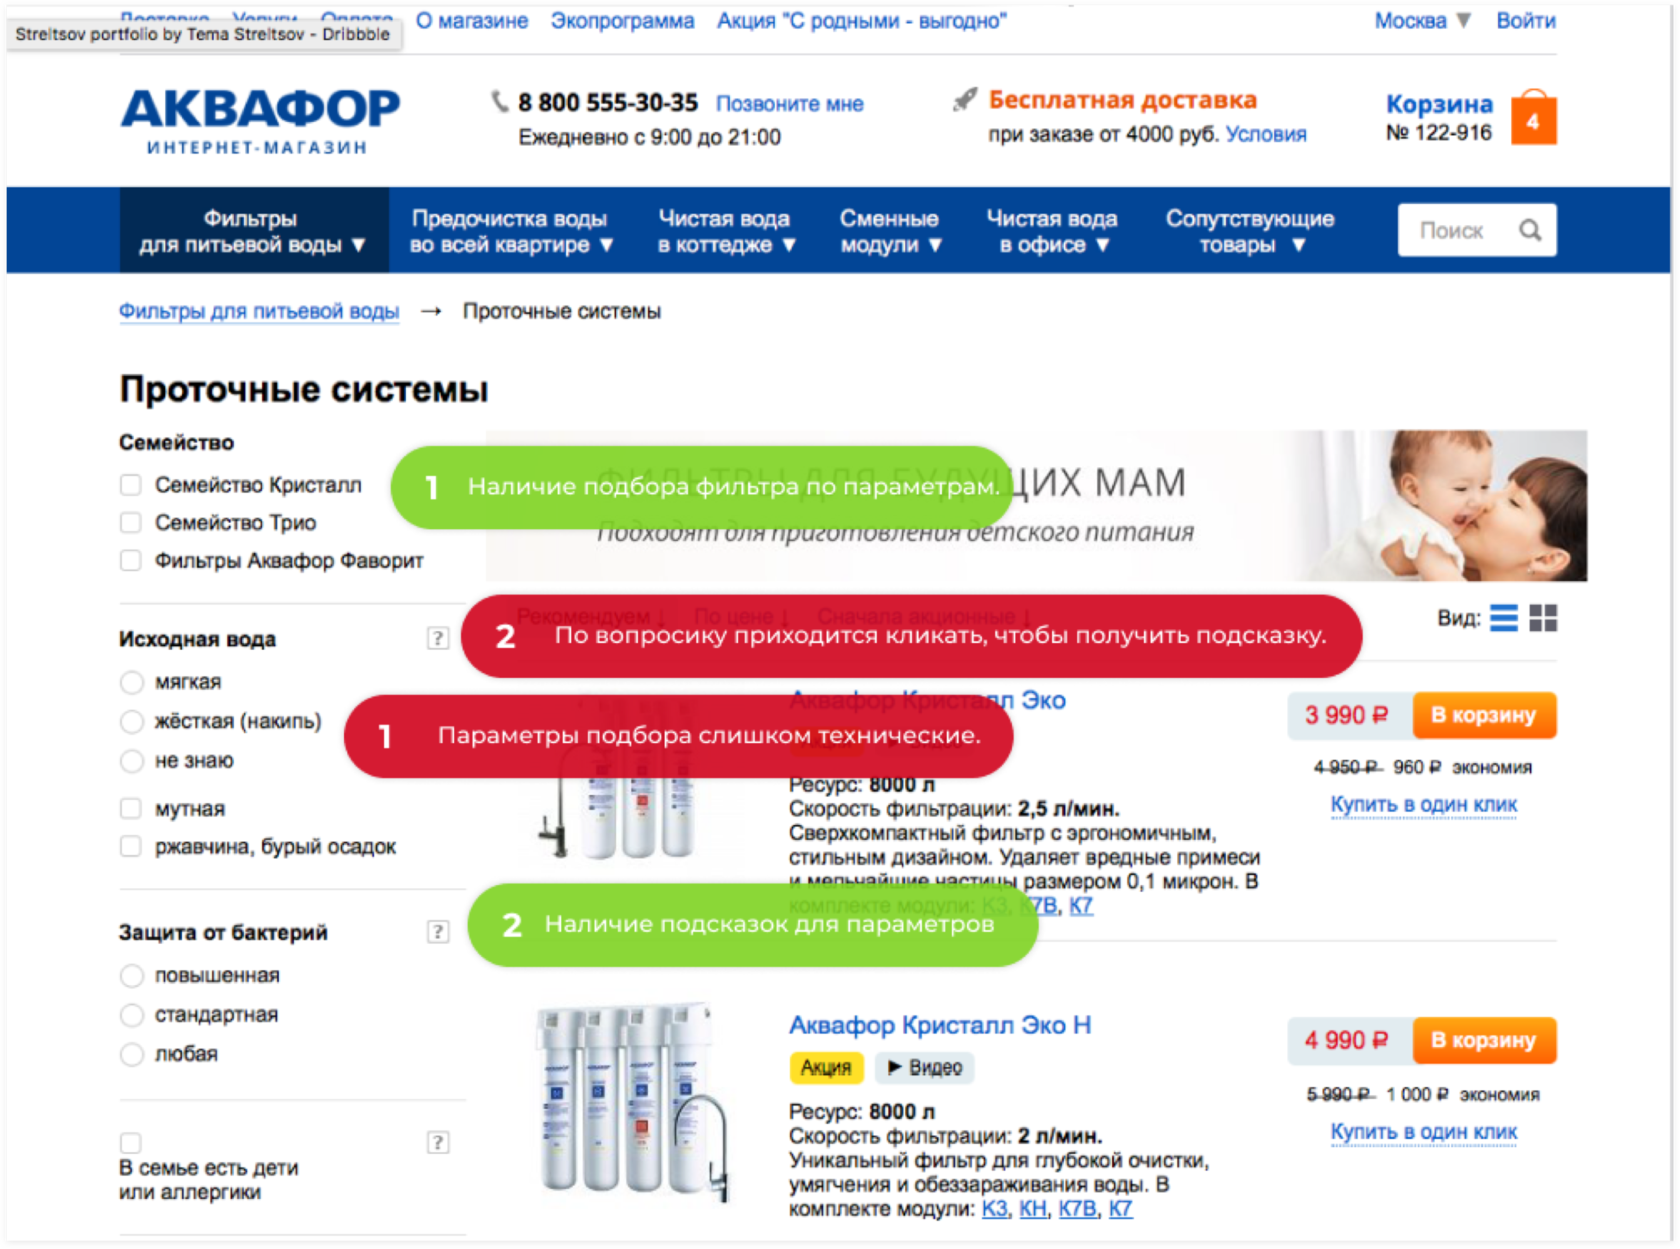 Доставка Услуги Оплата О магазине Экопрограмма Акция "С родными - выгодно" Москва ▼ Войти
Streltsov portfolio by Tema Streltsov - Dribbble
АКВАФОР
ИНТЕРНЕТ-МАГАЗИН
8 800 555-30-35 Позвоните мне
Ежедневно с 9:00 до 21:00
Бесплатная доставка
при заказе от 4000 руб. Условия
Корзина
№ 122-916
4
Фильтры
для питьевой воды ▼
Предочистка воды
во всей квартире ▼
Чистая вода
в коттедже ▼
Сменные
модули ▼
Чистая вода
в офисе ▼
Сопутствующие
товары ▼
Поиск
Фильтры для питьевой воды → Проточные системы
Проточные системы
Семейство
Семейство Кристалл
Семейство Трио
Фильтры Аквафор Фаворит
ФИЛЬТРЫ ДЛЯ БУДУЩИХ МАМ
1 Наличие подбора фильтра по параметрам.
Подходят для приготовления детского питания
Рекомендуем ↓ По цене ↓ Сначала акционные ↓
Вид:
Исходная вода ?
2 По вопросику приходится кликать, чтобы получить подсказку.
мягкая
жёсткая (накипь)
не знаю
мутная
ржавчина, бурый осадок
1 Параметры подбора слишком технические.
Аквафор Кристалл Эко
Акция ► Видео
Ресурс: 8000 л
Скорость фильтрации: 2,5 л/мин.
Сверхкомпактный фильтр с эргономичным,
стильным дизайном. Удаляет вредные примеси
и мельчайшие частицы размером 0,1 микрон. В
комплекте модули: К3, К7В, К7
3 990 ₽ В корзину
4 950 ₽ 960 ₽ экономия
Купить в один клик
Защита от бактерий ?
2 Наличие подсказок для параметров
повышенная
стандартная
любая
?
В семье есть дети
или аллергики
Аквафор Кристалл Эко Н
Акция ► Видео
Ресурс: 8000 л
Скорость фильтрации: 2 л/мин.
Уникальный фильтр для глубокой очистки,
умягчения и обеззараживания воды. В
комплекте модули: К3, КН, К7В, К7
4 990 ₽ В корзину
5 990 ₽ 1 000 ₽ экономия
Купить в один клик